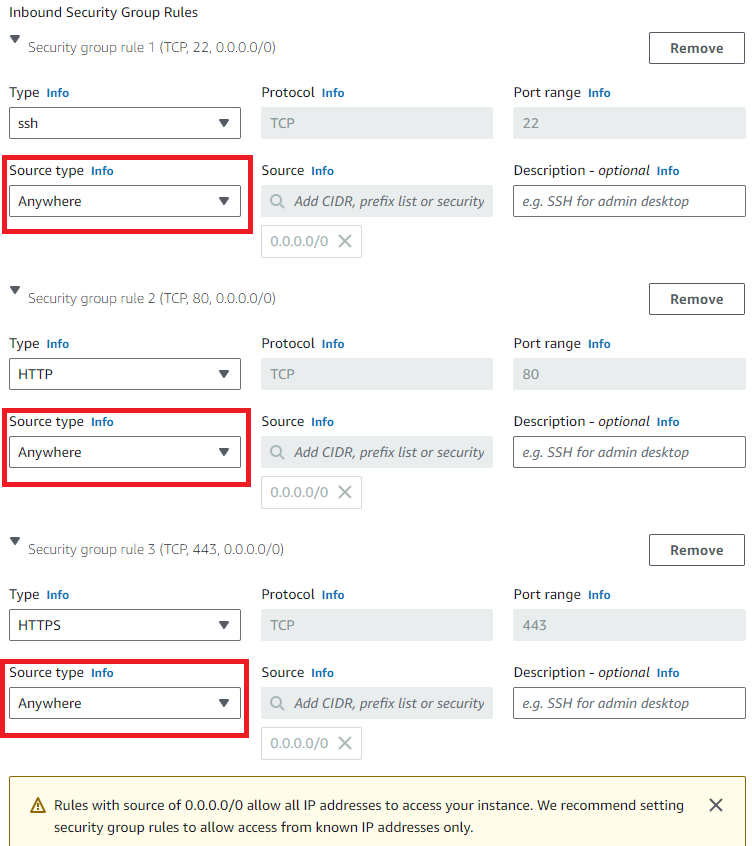 Inbound Security Group Rules
Security group rule 1 (TCP, 22, 0.0.0.0/0)
Remove
Type Info
Protocol Info
Port range Info
ssh
TCP
22
Source type Info
Source Info
Description - optional Info
Anywhere
Add CIDR, prefix list or security
e.g. SSH for admin desktop
0.0.0.0/0
Security group rule 2 (TCP, 80, 0.0.0.0/0)
Remove
Type Info
Protocol Info
Port range Info
HTTP
TCP
80
Source type Info
Source Info
Description - optional Info
Anywhere
Add CIDR, prefix list or security
e.g. SSH for admin desktop
0.0.0.0/0
Security group rule 3 (TCP, 443, 0.0.0.0/0)
Remove
Type Info
Protocol Info
Port range Info
HTTPS
TCP
443
Source type Info
Source Info
Description - optional Info
Anywhere
Add CIDR, prefix list or security
e.g. SSH for admin desktop
0.0.0.0/0
Rules with source of 0.0.0.0/0 allow all IP addresses to access your instance. We recommend setting
security group rules to allow access from known IP addresses only.